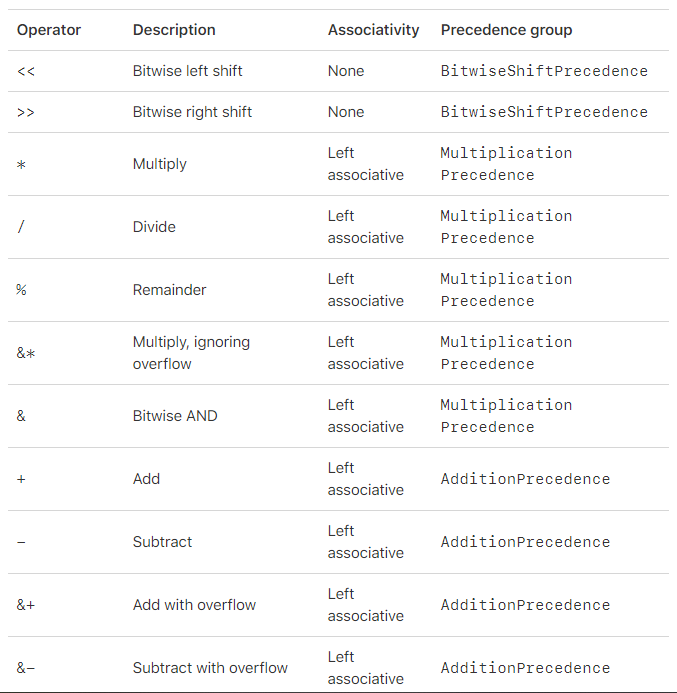 Operator Description Associativity Precedence group
<< Bitwise left shift None BitwiseShiftPrecedence
>> Bitwise right shift None BitwiseShiftPrecedence
* Multiply Left associative Multiplication Precedence
/ Divide Left associative Multiplication Precedence
% Remainder Left associative Multiplication Precedence
&* Multiply, ignoring overflow Left associative Multiplication Precedence
& Bitwise AND Left associative Multiplication Precedence
+ Add Left associative AdditionPrecedence
- Subtract Left associative AdditionPrecedence
&+ Add with overflow Left associative AdditionPrecedence
&- Subtract with overflow Left associative AdditionPrecedence